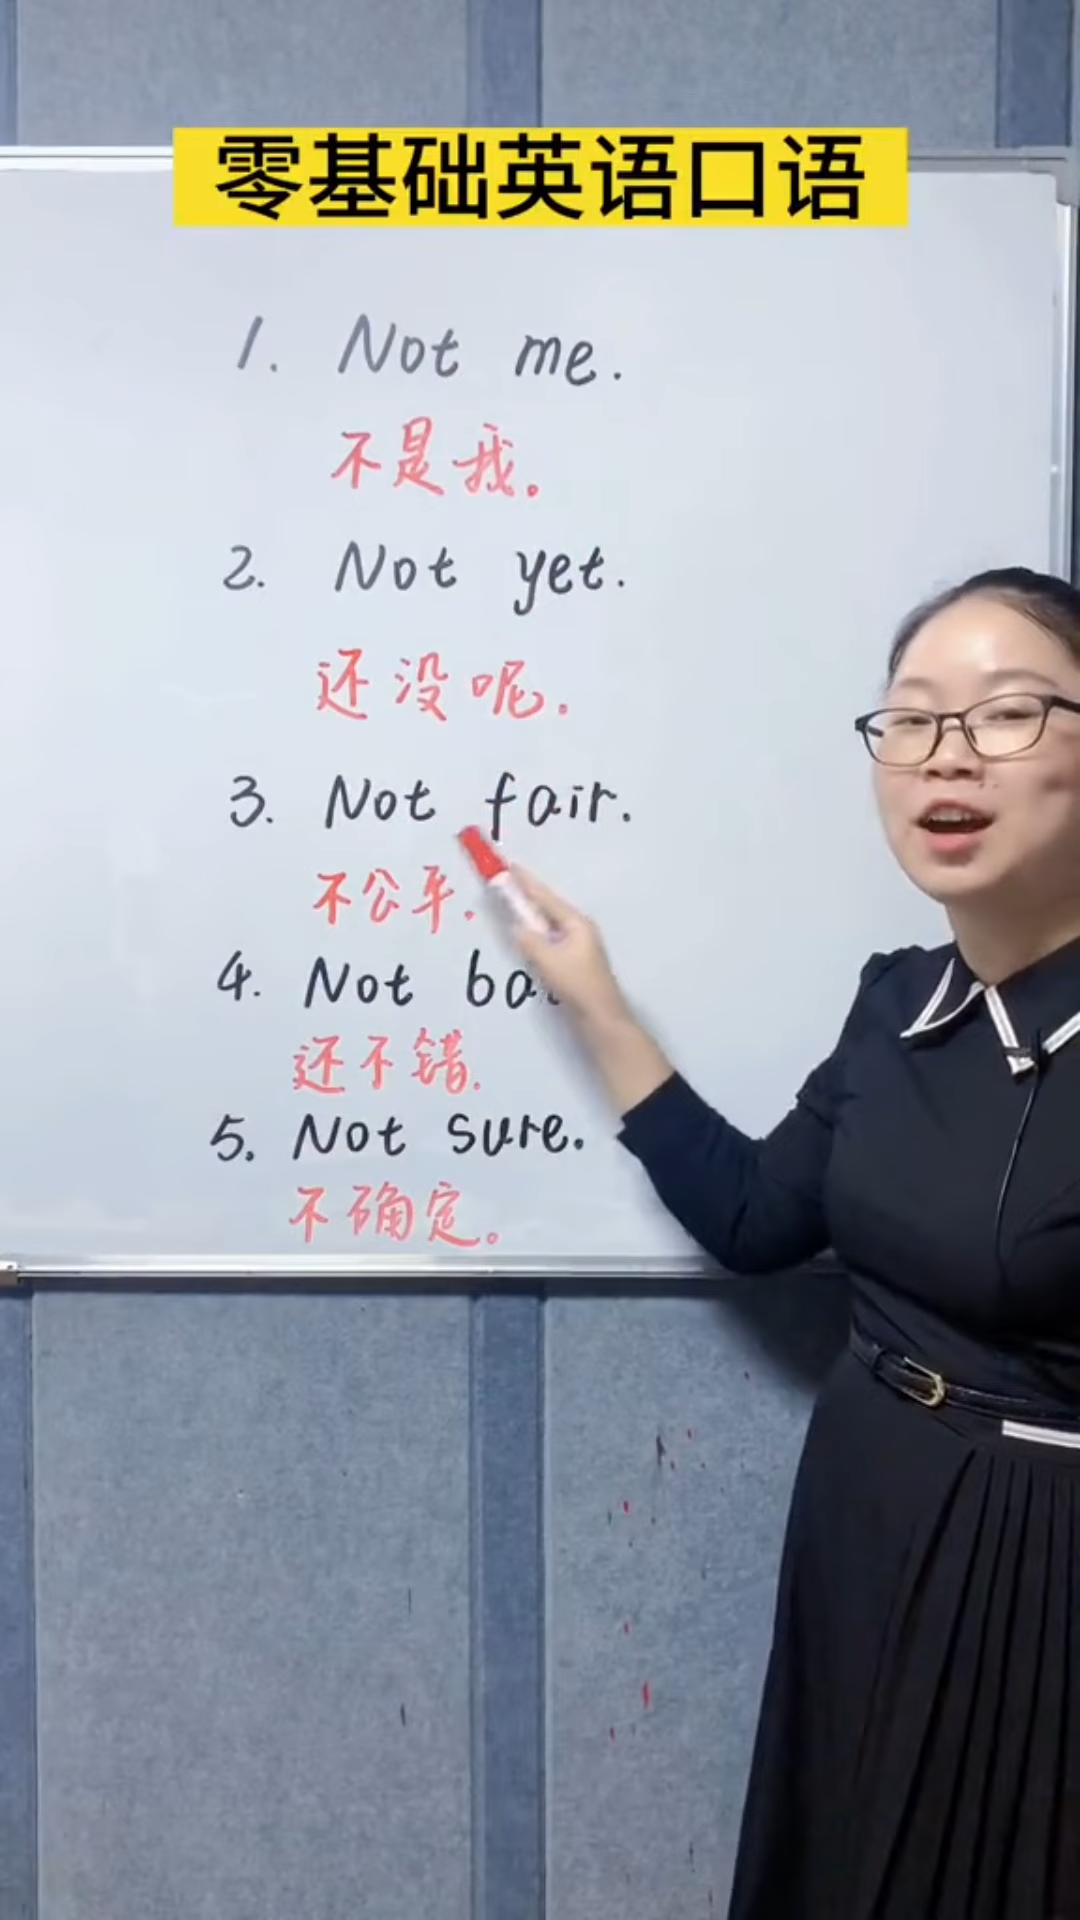 零基础英语口语
1. Not me.
不是我。
2. Not yet.
还没呢.
3. Not fair.
不公平.
4. Not
还不错.
5. Not sure.
不确定。